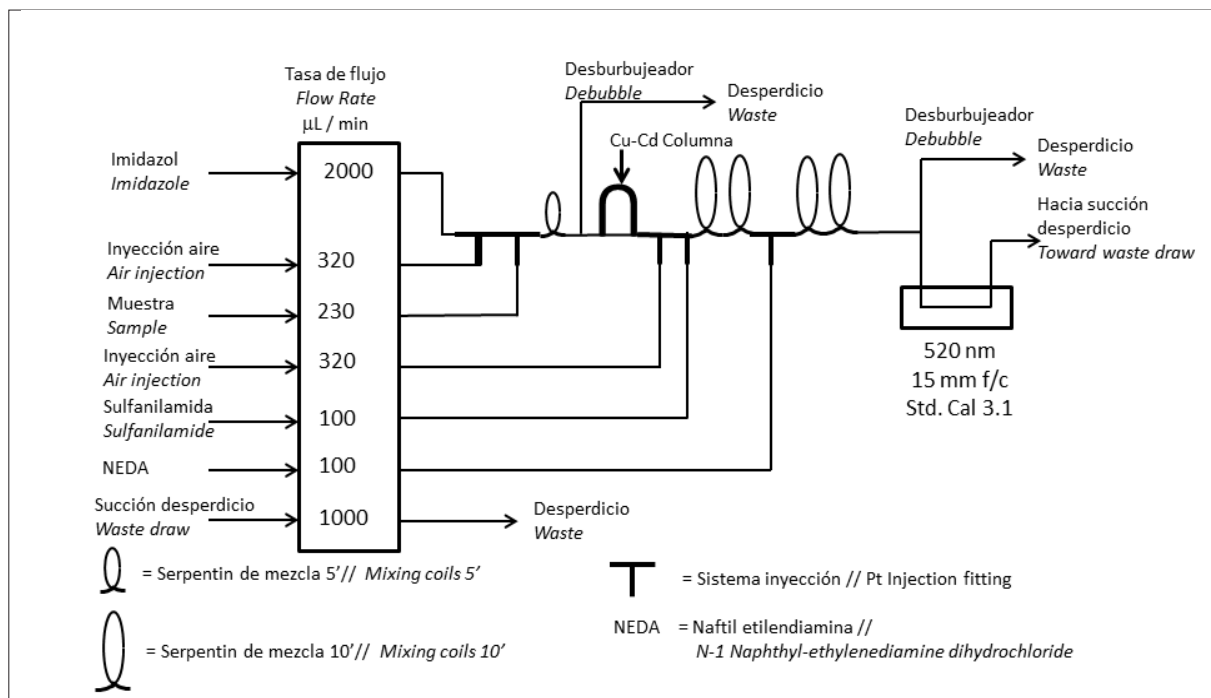 Tasa de flujo
Flow Rate
µL / min
Desburbujeador
Debubble
Desperdicio
Waste
Cu-Cd Columna
Desburbujeador
Debubble
Desperdicio
Waste
Hacia succión
desperdicio
Toward waste draw
Imidazol
Imidazole
2000
Inyección aire
Air injection
320
Muestra
Sample
230
Inyección aire
Air injection
320
Sulfanilamida
Sulfanilamide
100
NEDA
100
Succión desperdicio
Waste draw
1000
Desperdicio
Waste
520 nm
15 mm f/c
Std. Cal 3.1
= Serpentin de mezcla 5’// Mixing coils 5’
= Serpentin de mezcla 10’// Mixing coils 10’
= Sistema inyección // Pt Injection fitting
NEDA = Naftil etilendiamina //
N-1 Naphthyl-ethylenediamine dihydrochloride